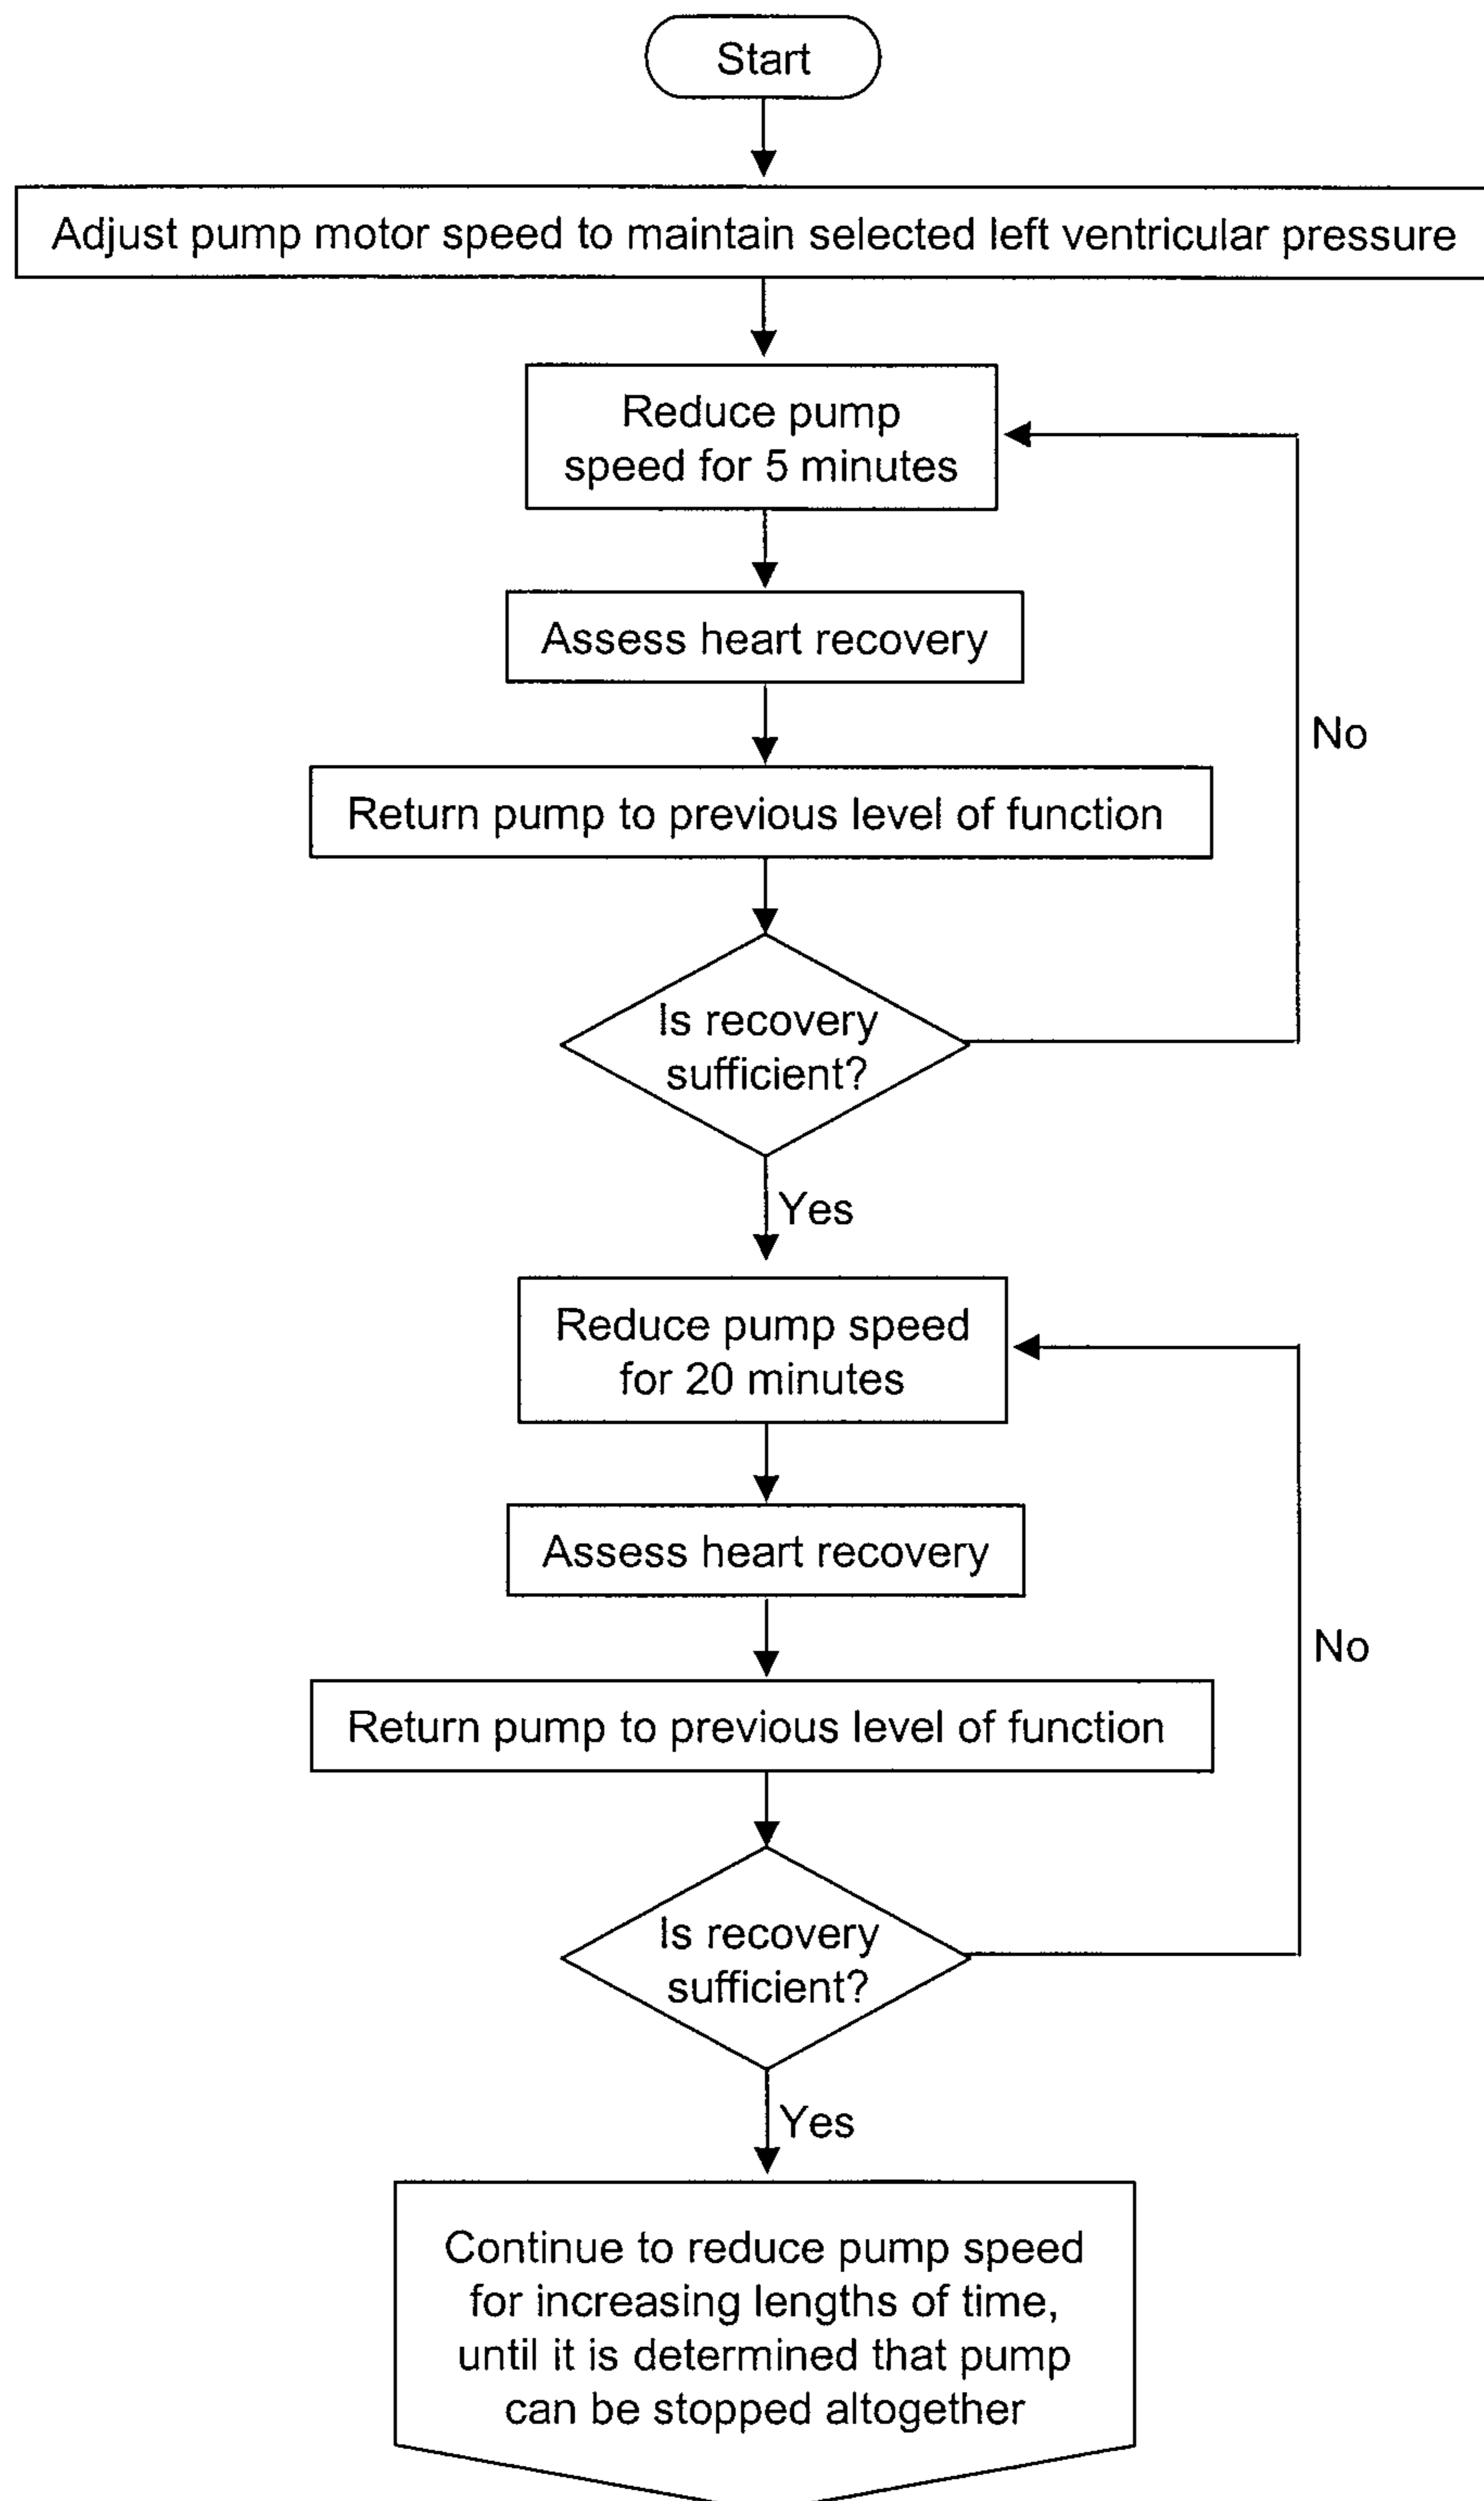 Start
Adjust pump motor speed to maintain selected left ventricular pressure
Reduce pump
speed for 5 minutes
Assess heart recovery
No
Return pump to previous level of function
Is recovery
sufficient?
Yes
Reduce pump speed
for 20 minutes
Assess heart recovery
No
Return pump to previous level of function
Is recovery
sufficient?
Yes
Continue to reduce pump speed
for increasing lengths of time,
until it is determined that pump
can be stopped altogether